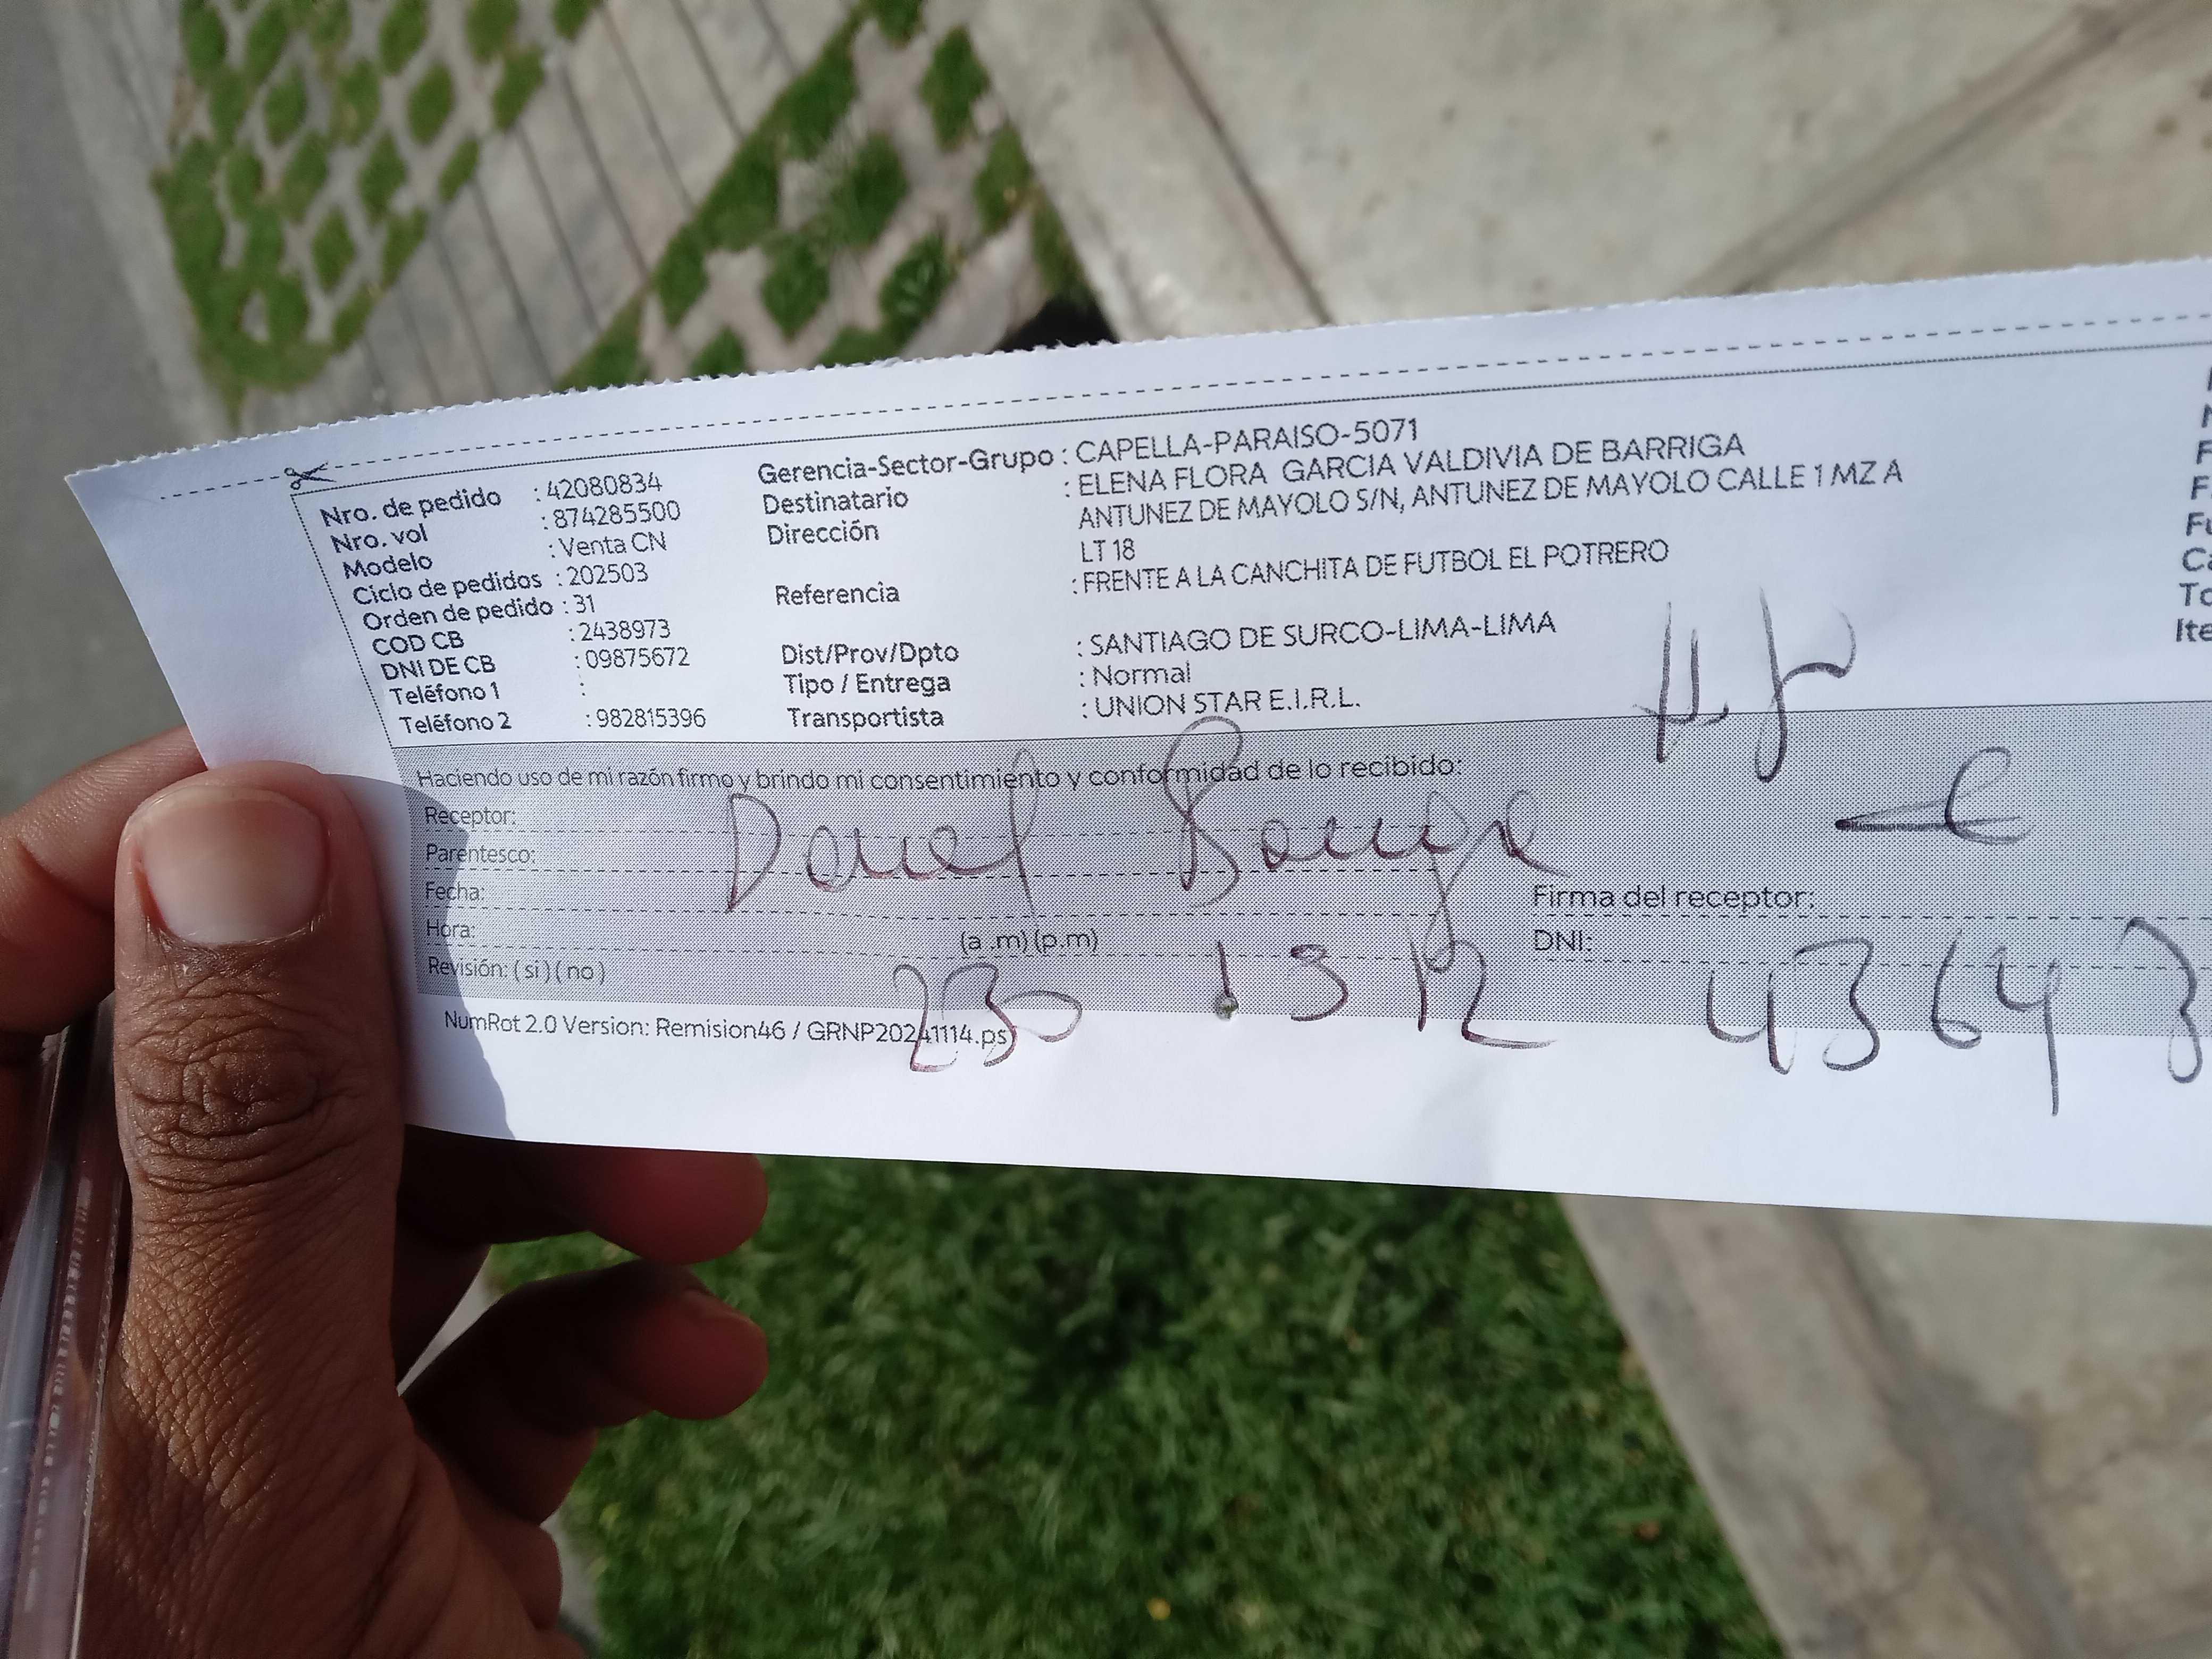 Nro. de pedido : 42080834
Nro. vol : 874285500
Modelo : Venta CN
Ciclo de pedidos : 202503
Orden de pedido : 31
COD CB : 2438973
DNI DE CB : 09875672
Teléfono 1 :
Teléfono 2 : 982815396
Gerencia-Sector-Grupo : CAPELLA-PARAISO-5071
Destinatario : ELENA FLORA GARCIA VALDIVIA DE BARRIGA
Dirección ANTUNEZ DE MAYOLO S/N, ANTUNEZ DE MAYOLO CALLE 1 MZ A
LT 18
Referencia : FRENTE A LA CANCHITA DE FUTBOL EL POTRERO
Dist/Prov/Dpto : SANTIAGO DE SURCO-LIMA-LIMA
Tipo / Entrega : Normal
Transportista : UNION STAR E.I.R.L.
Haciendo uso de mi razón firmo y brindo mi consentimiento y conformidad de lo recibido:
Receptor:
Parentesco:
Fecha:
Hora: (a .m) (p.m)
Revisión: ( si ) ( no )
Firma del receptor:
DNI: 4364
230
NumRot 2.0 Version: Remision46 / GRNP20241114.ps